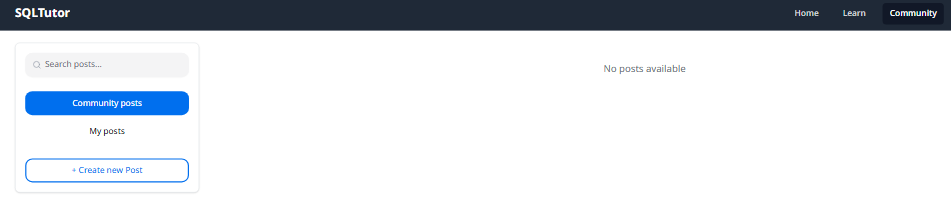 SQLTutor
Home Learn Community
Search posts...
No posts available
Community posts
My posts
+ Create new Post